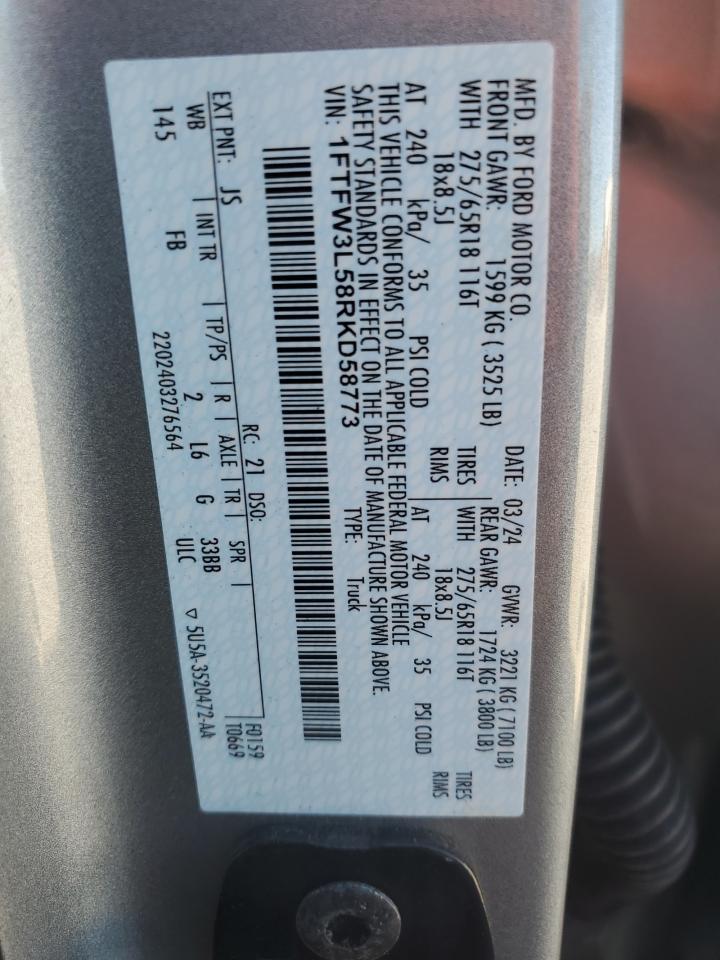 MFD. BY FORD MOTOR CO.
DATE: 03/24 GVWR: 3221 KG ( 7100 LB)
FRONT GAWR: 1599 KG ( 3525 LB) REAR GAWR: 1724 KG ( 3800 LB)
WITH 275/65R18 116T TIRES WITH 275/65R18 116T TIRES
18x8.5J RIMS 18x8.5J RIMS
AT 240 kPa/ 35 PSI COLD AT 240 kPa/ 35 PSI COLD
THIS VEHICLE CONFORMS TO ALL APPLICABLE FEDERAL MOTOR VEHICLE
SAFETY STANDARDS IN EFFECT ON THE DATE OF MANUFACTURE SHOWN ABOVE.
VIN: 1FTFW3L58RKD58773 TYPE: Truck
F0159
T0669
EXT PNT: JS RC: 21 DSO:
WB | INT TR | TP/PS | R | AXLE | TR | SPR |
145 FB 2 L6 G 33BB
2202403276564 ULC ▽ 5U5A-3520472-AA